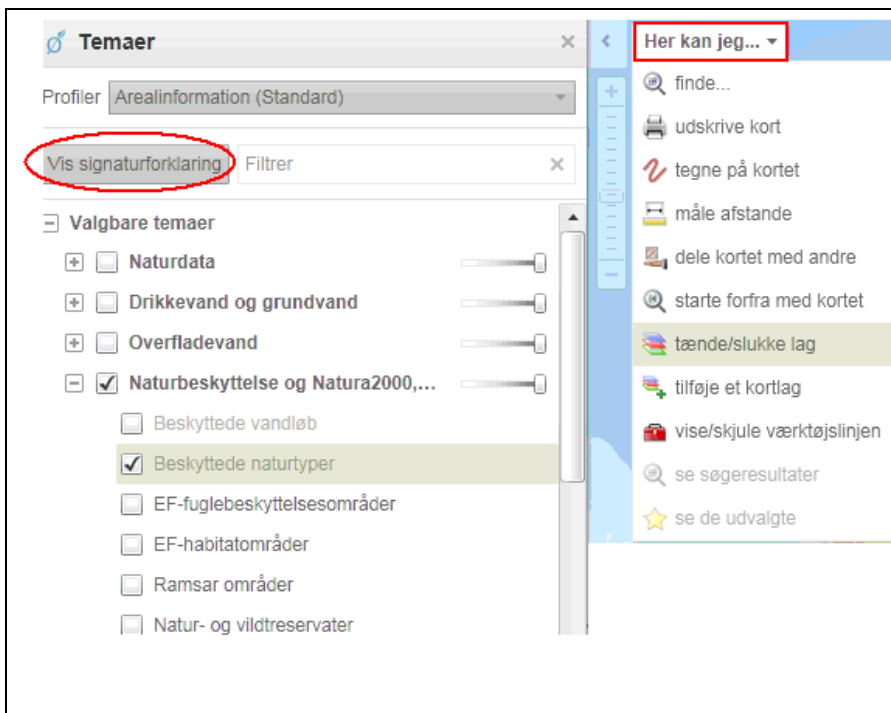 Temaer
Profiler Arealinformation (Standard)
Vis signaturforklaring Filtrer
Valgbare temaer
Naturdata
Drikkevand og grundvand
Overfladevand
Naturbeskyttelse og Natura2000,...
Beskyttede vandløb
Beskyttede naturtyper
EF-fuglebeskyttelsesområder
EF-habitatområder
Ramsar områder
Natur- og vildtreservater
Her kan jeg...
finde...
udskrive kort
tegne på kortet
måle afstande
dele kortet med andre
starte forfra med kortet
tænde/slukke lag
tilføje et kortlag
vise/skjule værktøjslinjen
se søgeresultater
se de udvalgte